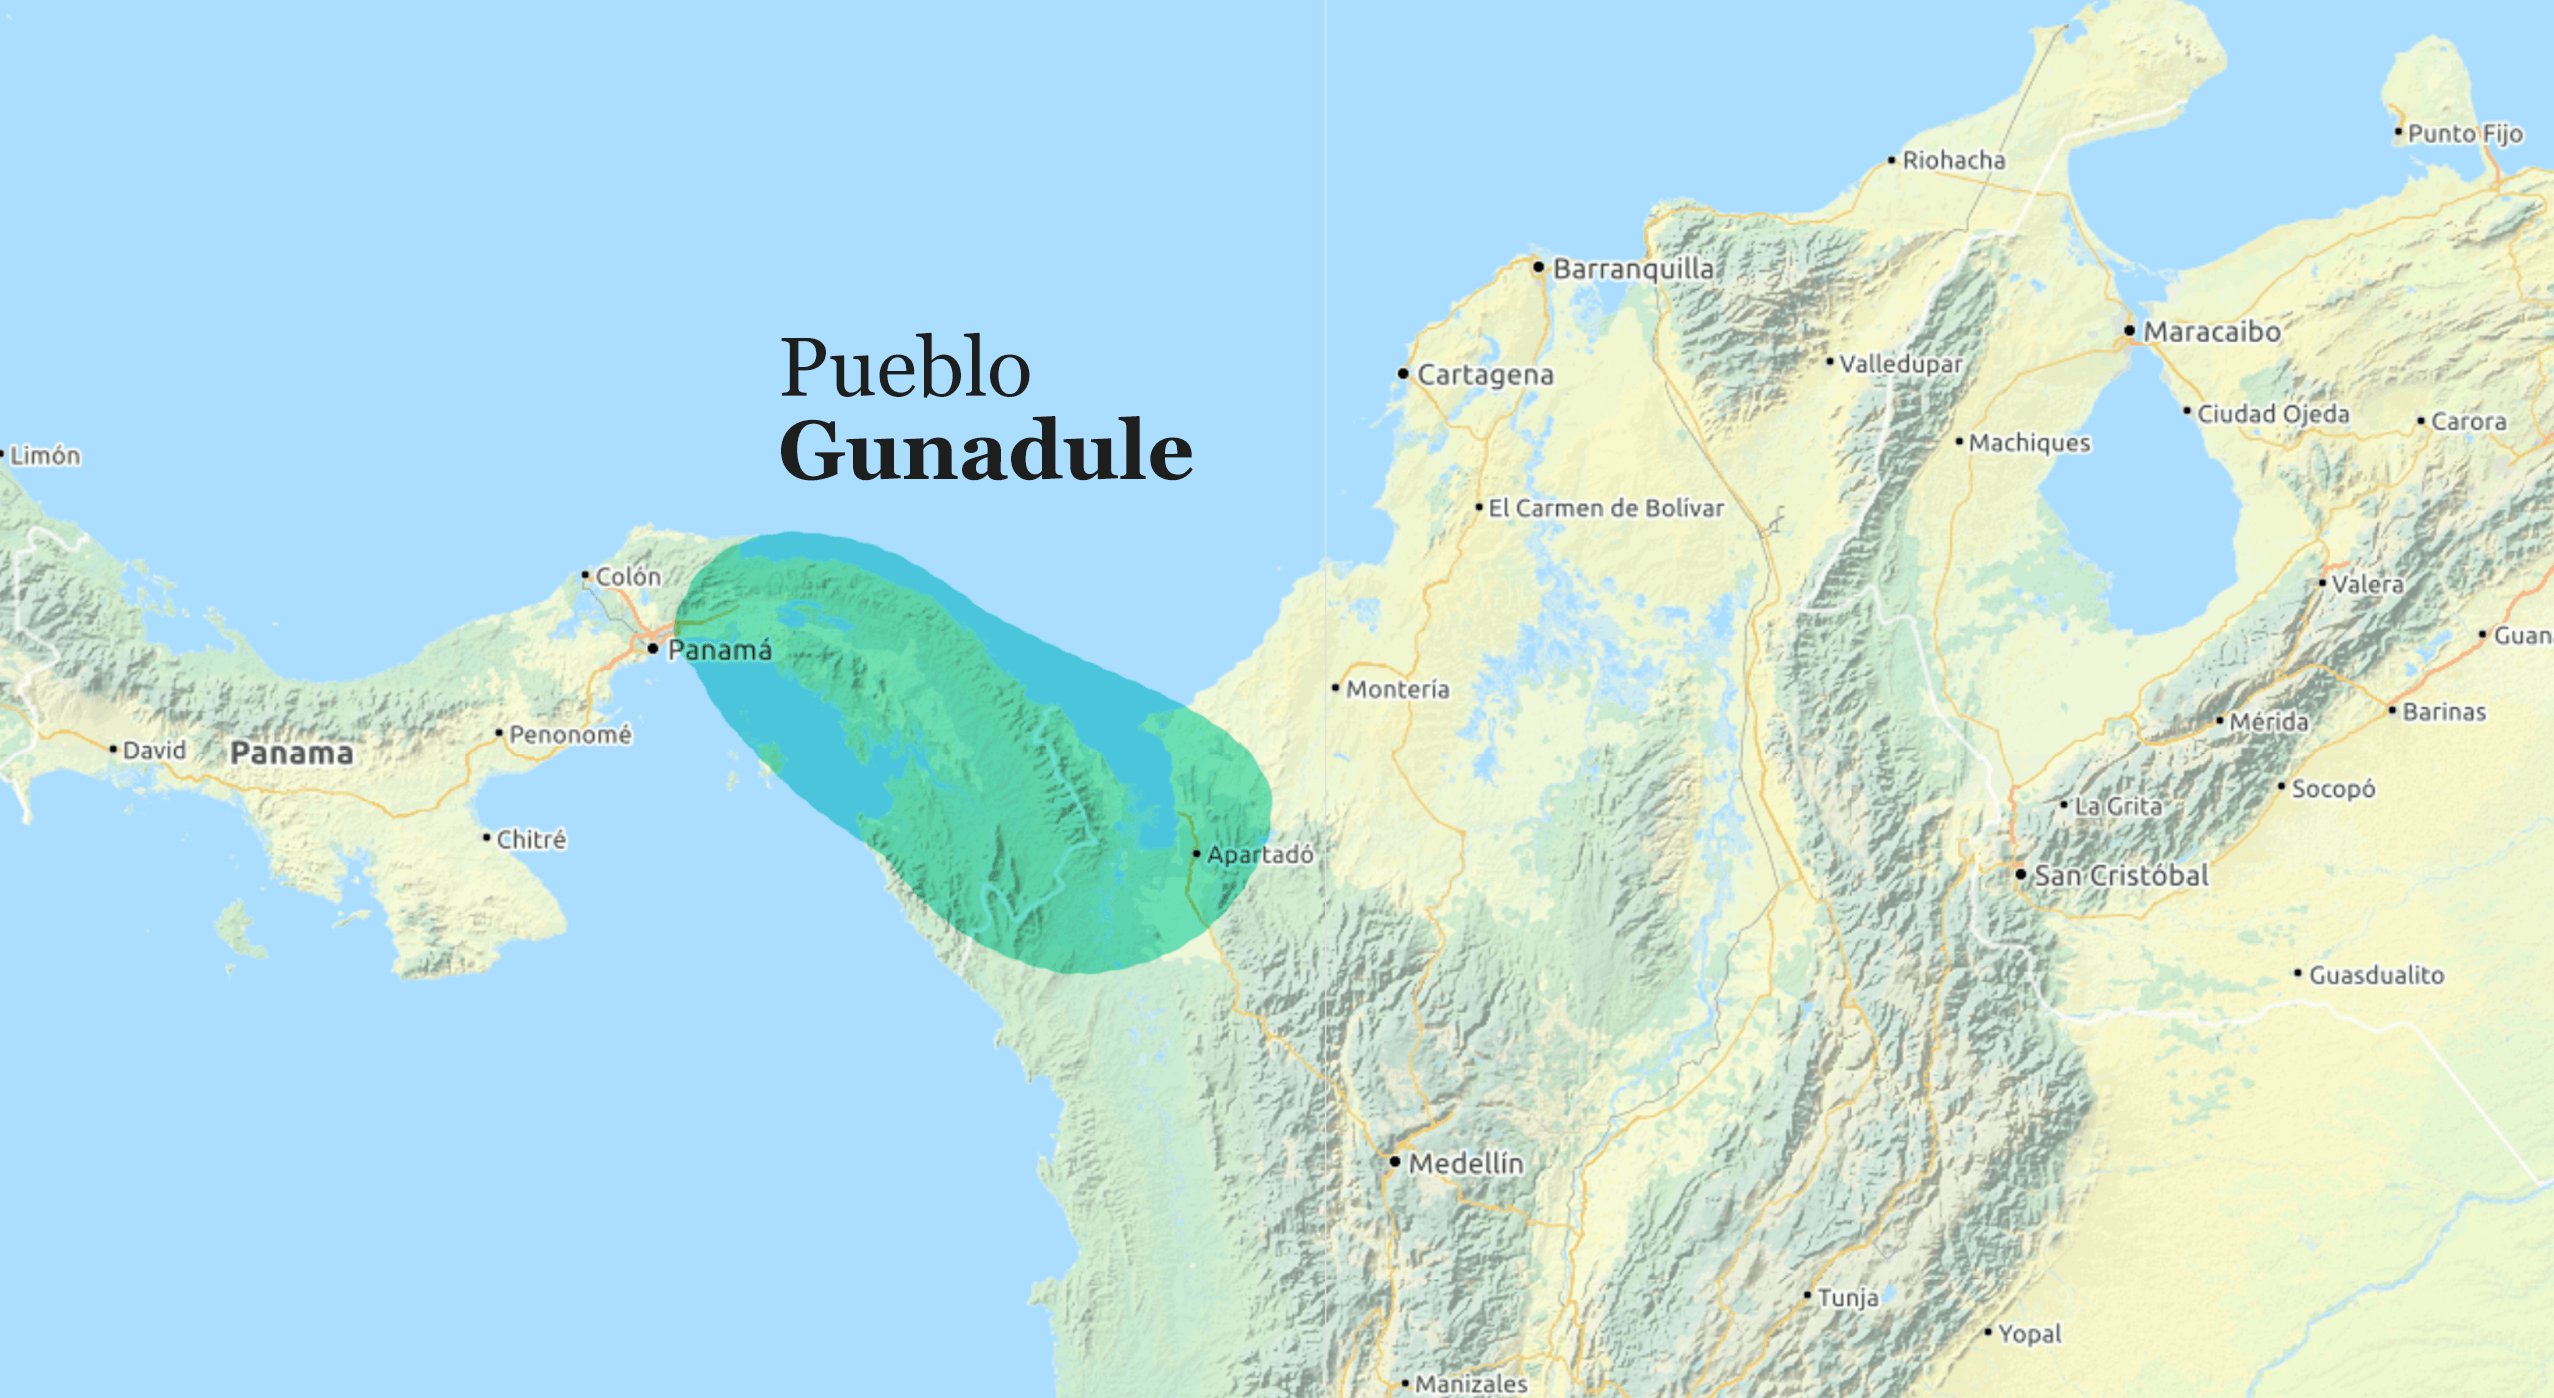 Pueblo
Gunadule
Punto Fijo
Riohacha
Barranquilla
Maracaibo
Valledupar
Cartagena
Ciudad Ojeda
Carora
Machiques
Limón
El Carmen de Bolívar
Colón
Valera
Guan
Panamá
Montería
Barinas
Mérida
Penonomé
David
Panama
Socopó
La Grita
Chitré
Apartadó
San Cristóbal
Guasdualito
Medellín
Tunja
Yopal
Manizales